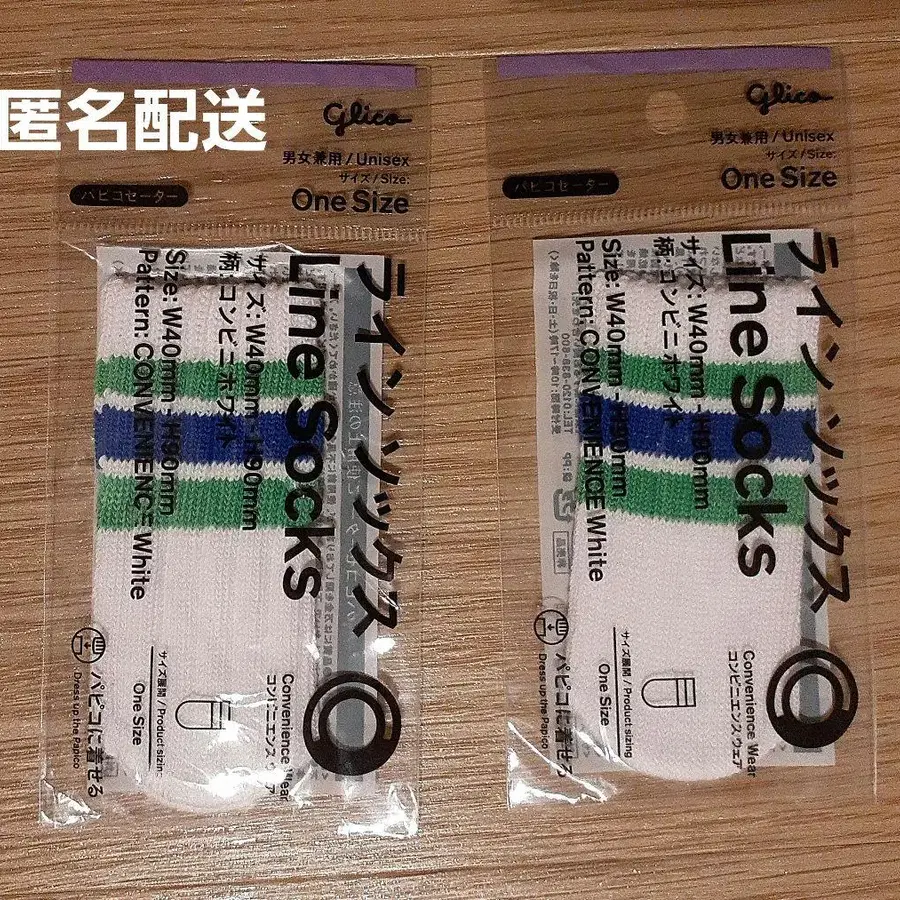 匿名配送
glico
男女兼用 / Unisex
サイズ / Size:
One Size
パピコセーター
ラインソックス
Line Socks
サイズ: W40mm - H90mm
柄: コンビニホワイト
Size: W40mm - H90mm
Pattern: CONVENIENCE White
パピコに着せる
Dress up the Papico
サイズ展開 / Product sizing
One Size
Convenience Wear
コンビニエンス ウェア
glico
男女兼用 / Unisex
サイズ / Size:
One Size
パピコセーター
ラインソックス
Line Socks
サイズ: W40mm - H90mm
柄: コンビニホワイト
Size: W40mm - H90mm
Pattern: CONVENIENCE White
パピコに着せる
Dress up the Papico
サイズ展開 / Product sizing
One Size
Convenience Wear
コンビニエンス ウェア